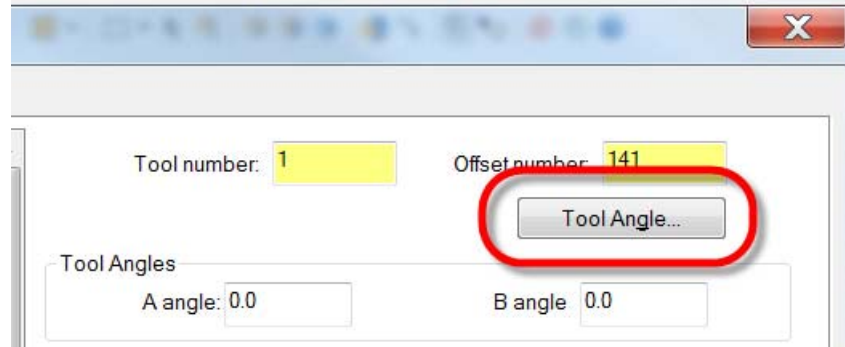 Tool number: 1 Offset number: 141
Tool Angle...
Tool Angles
A angle: 0.0 B angle 0.0